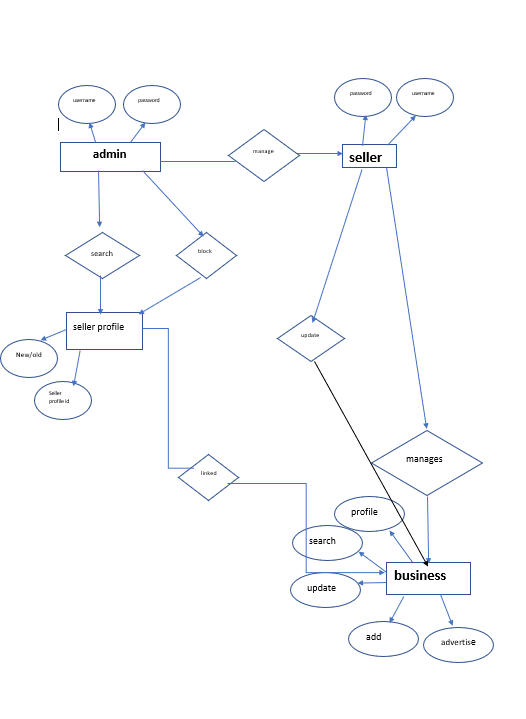 username
password
password
username
admin
manage
seller
search
block
seller profile
update
New/old
Seller
profile id
linked
manages
profile
search
business
update
add
advertise